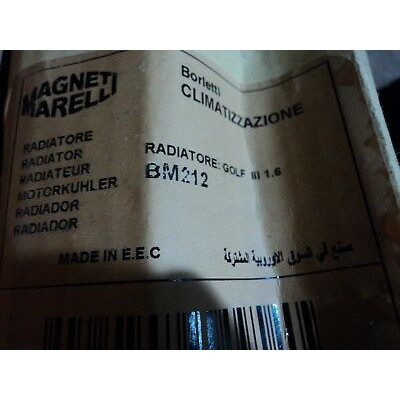 MAGNETI
MARELLI
Borletti
CLIMATIZZAZIONE
RADIATORE
RADIATOR
RADIATEUR
MOTORKUHLER
RADIADOR
RADIADOR
RADIATORE: GOLF III 1.6
BM212
MADE IN E.E.C
صنع في السوق الاوروبية المشتركة